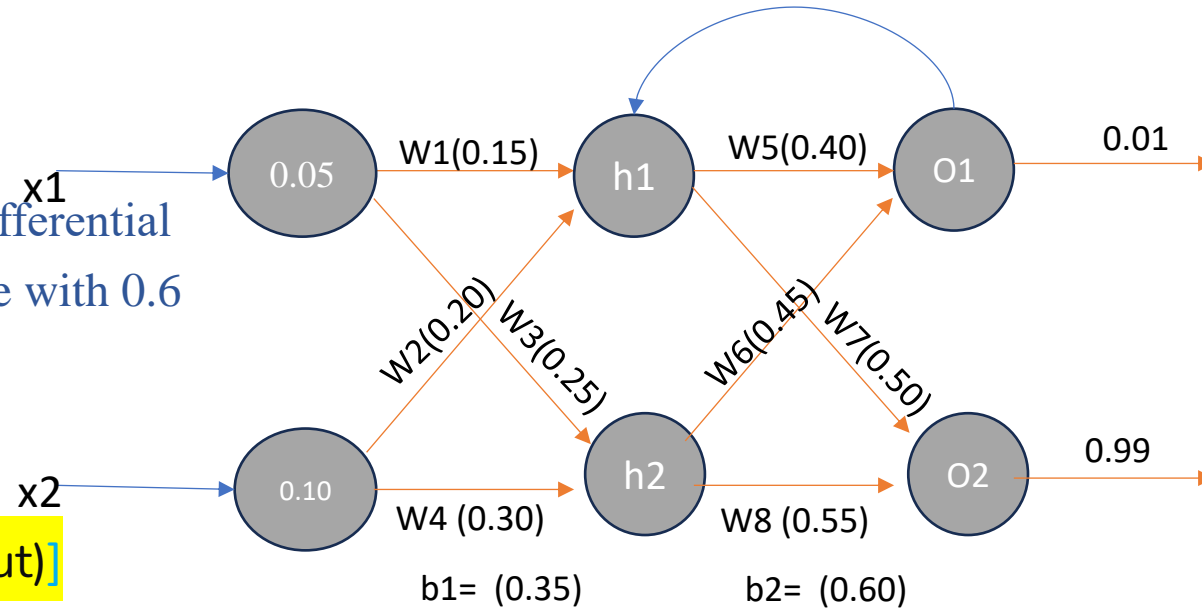 x1
0.05
W1(0.15)
h1
W5(0.40)
O1
0.01
with 0.6
W2(0.20)
W3(0.25)
W6(0.45)
W7(0.50)
x2
0.10
W4 (0.30)
h2
W8 (0.55)
O2
0.99
b1= (0.35)
b2= (0.60)